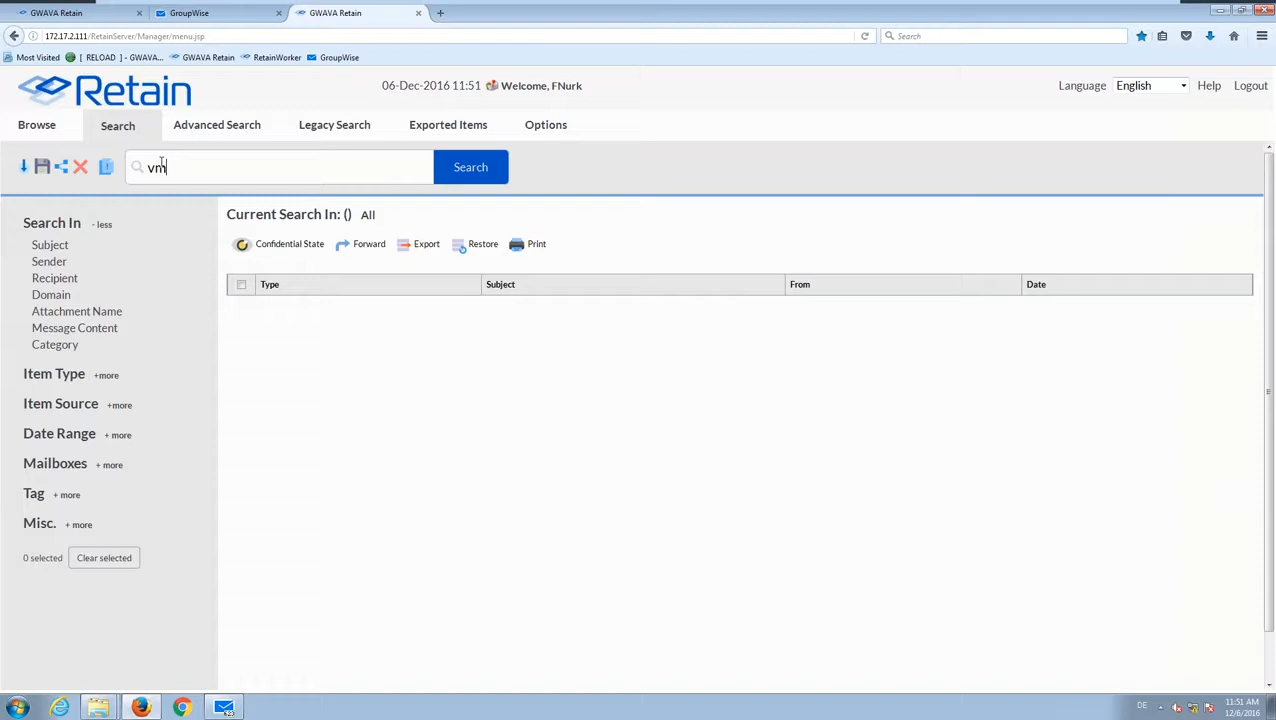 GWAVA Retain
GroupWise
GWAVA Retain
172.17.2.111/RetainServer/Manager/menu.jsp
Search
Most Visited
[ RELOAD ] - GWAVA...
GWAVA Retain
RetainWorker
GroupWise
Retain
06-Dec-2016 11:51 Welcome, FNurk
Language English Help Logout
Browse Search Advanced Search Legacy Search Exported Items Options
vm
Search
Search In - less
Subject
Sender
Recipient
Domain
Attachment Name
Message Content
Category
Item Type +more
Item Source +more
Date Range + more
Mailboxes + more
Tag + more
Misc. + more
0 selected Clear selected
Current Search In: () All
Confidential State Forward Export Restore Print
Type Subject From Date
623
DE
11:51 AM
12/6/2016